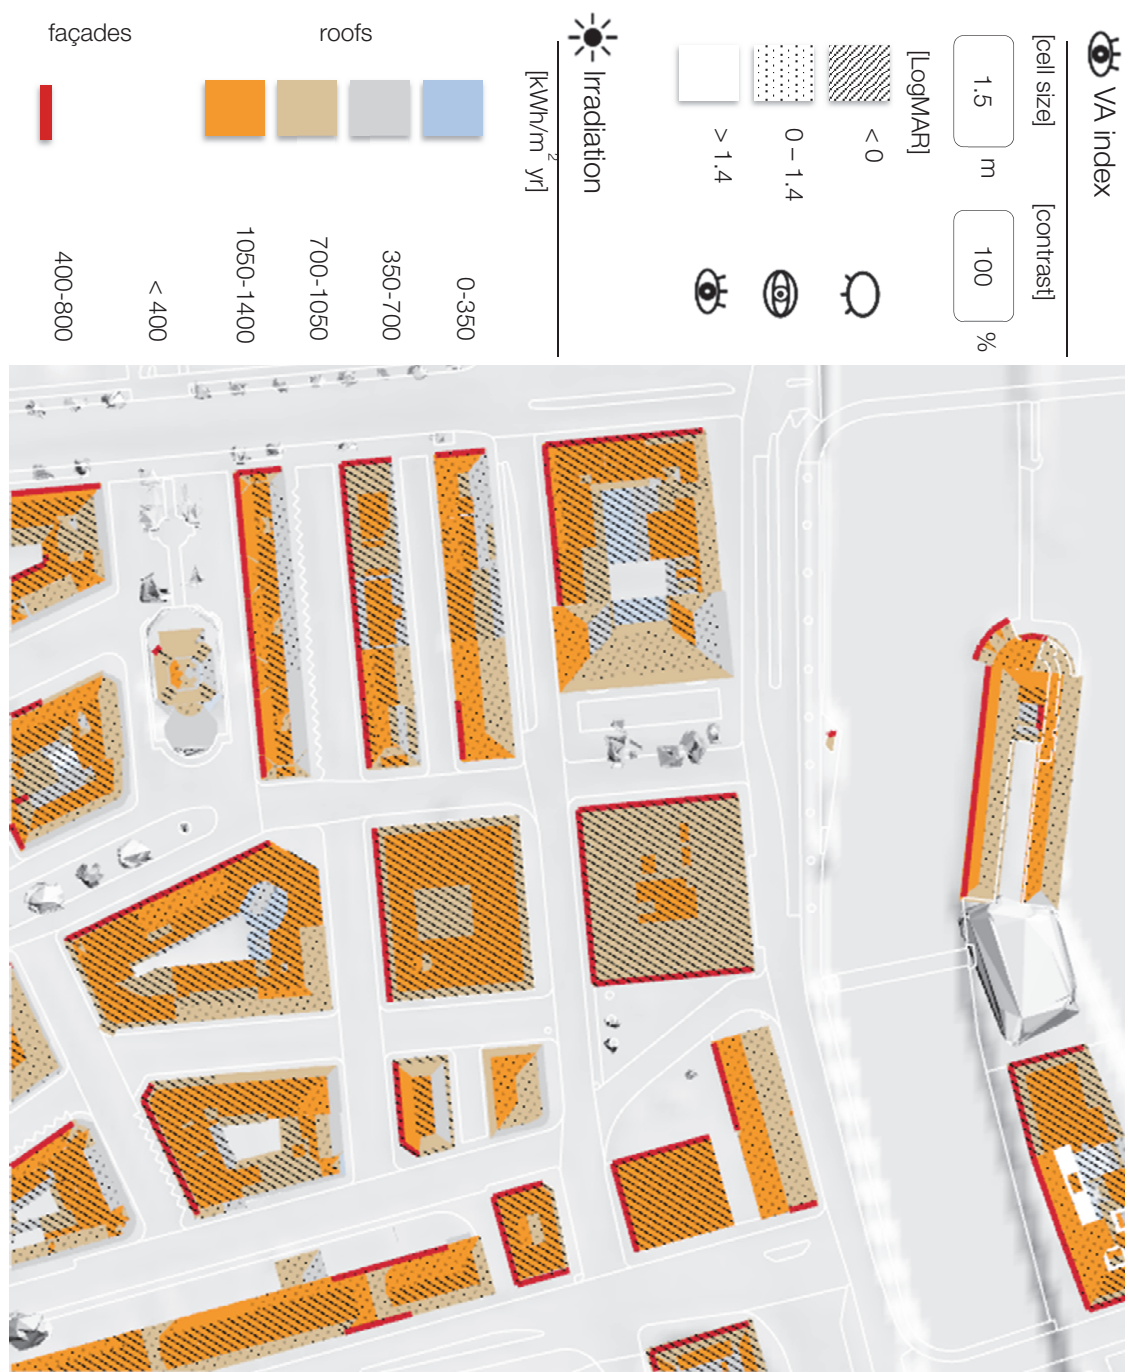 VA index
[cell size]
1.5 m
[contrast]
100 %
[LogMAR]
< 0
0 – 1.4
> 1.4
Irradiation
[kWh/m² yr]
roofs
0-350
350-700
700-1050
1050-1400
façades
< 400
400-800